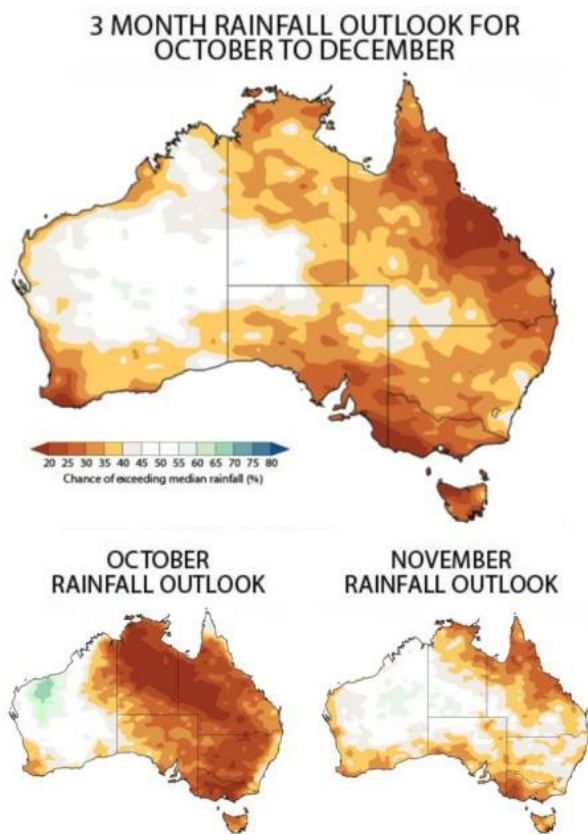 3 MONTH RAINFALL OUTLOOK FOR
OCTOBER TO DECEMBER
20 25 30 35 40 45 50 55 60 65 70 75 80
Chance of exceeding median rainfall (%)
OCTOBER
RAINFALL OUTLOOK
NOVEMBER
RAINFALL OUTLOOK